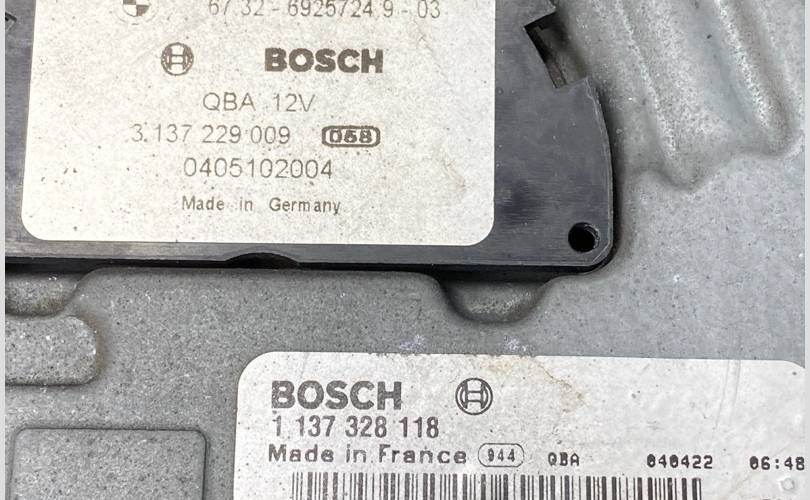 67.32-6925724.9-03
BOSCH
QBA 12V
3.137 229 009 068
0405102004
Made in Germany
BOSCH
1 137 328 118
Made in France 944 QBA 040422 06:48